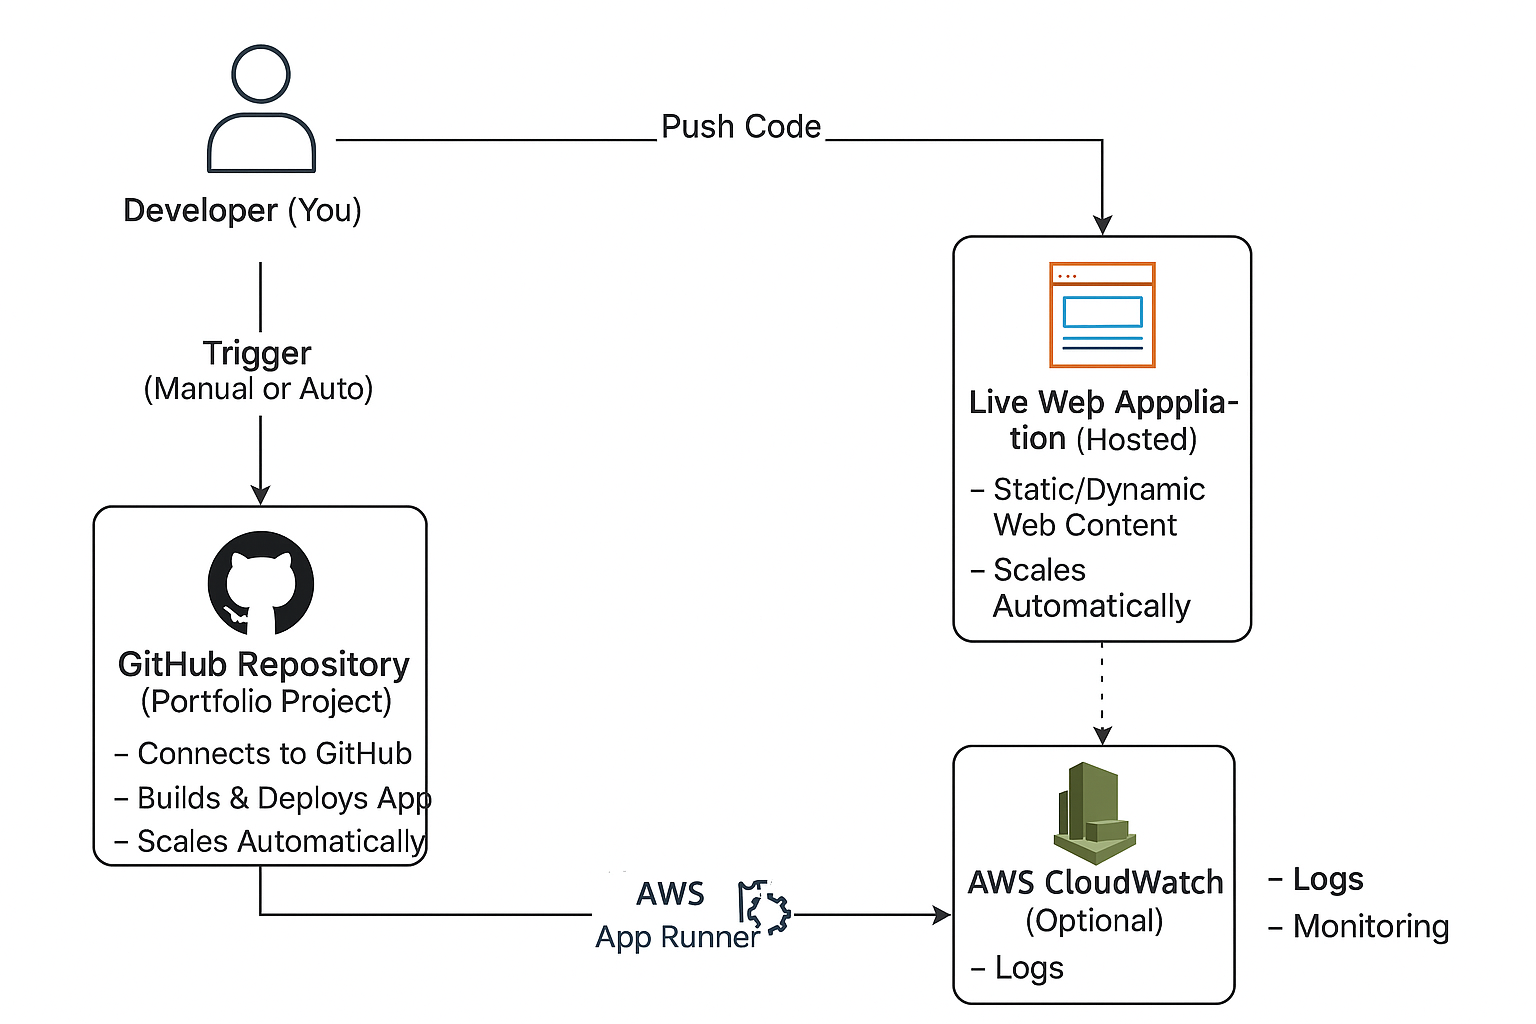 Push Code
Developer (You)
Trigger
(Manual or Auto)
Live Web Appplia-
tion (Hosted)
– Static/Dynamic
Web Content
– Scales
Automatically
GitHub Repository
(Portfolio Project)
– Connects to GitHub
– Builds & Deploys App
– Scales Automatically
AWS
App Runner
AWS CloudWatch
(Optional)
– Logs
– Logs
– Monitoring